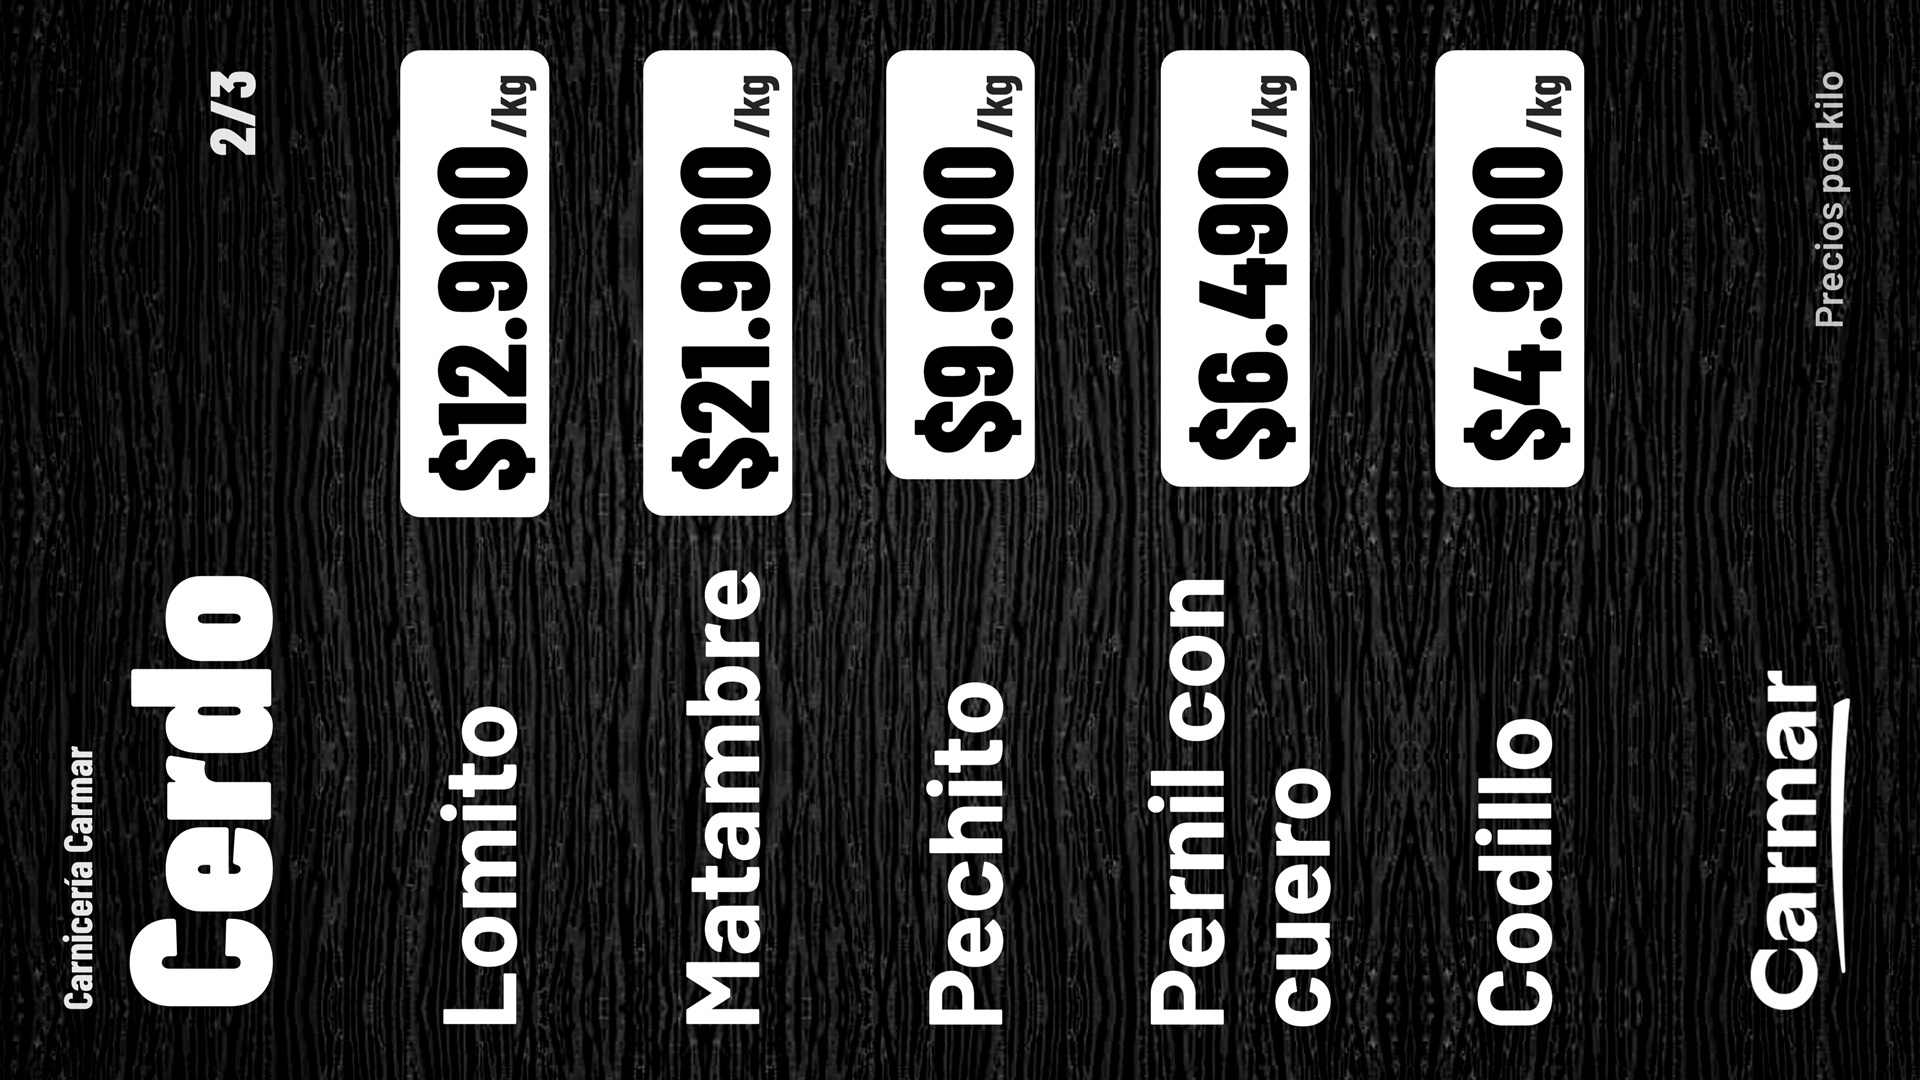 Carnicería Carmar
Cerdo
2/3
Lomito
$12.900/kg
Matambre
$21.900/kg
Pechito
$9.900/kg
Pernil con
cuero
$6.490/kg
Codillo
$4.900/kg
Carmar
Precios por kilo